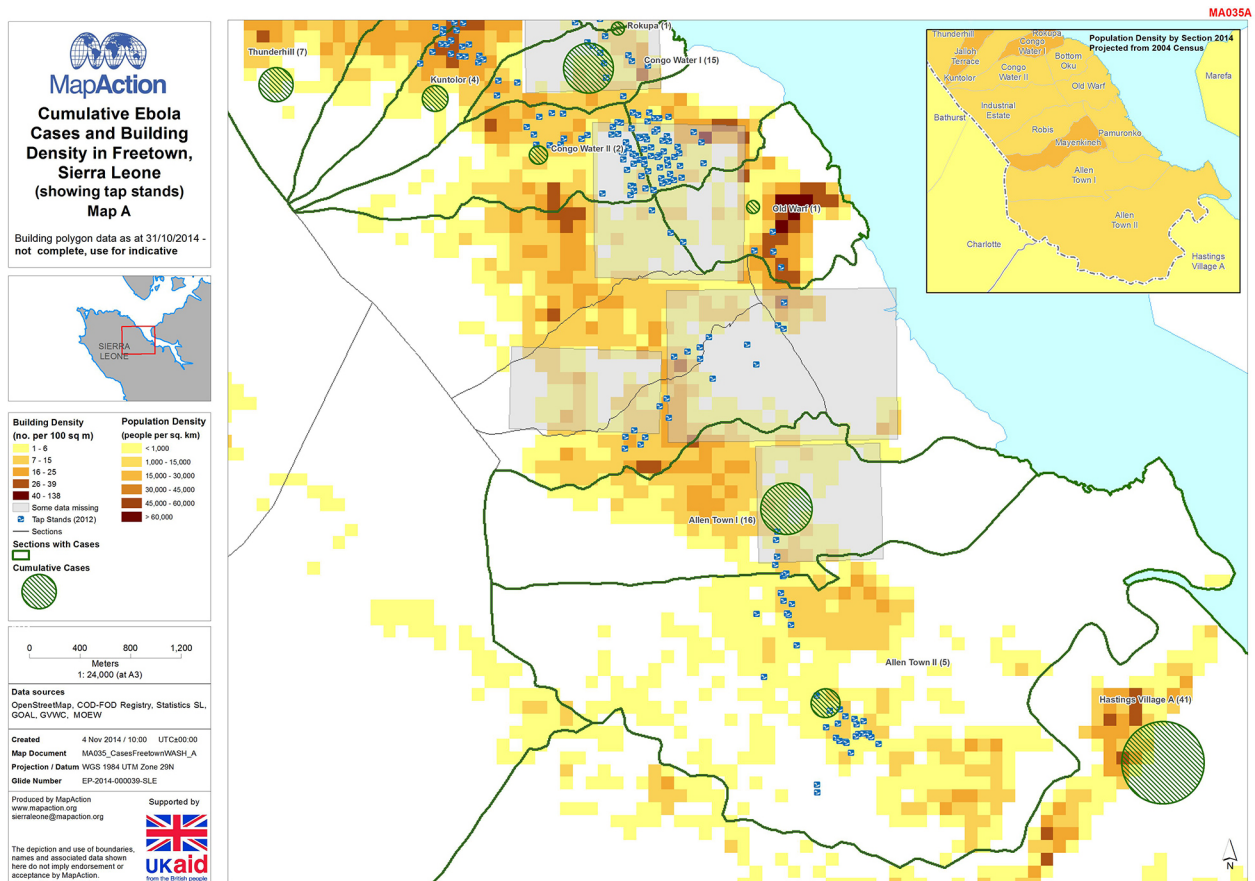 MA035A
MapAction
Cumulative Ebola
Cases and Building
Density in Freetown,
Sierra Leone
(showing tap stands)
Map A
Building polygon data as at 31/10/2014 -
not complete, use for indicative
SIERRA
LEONE
Building Density
(no. per 100 sq m)
1 - 6
7 - 15
16 - 25
26 - 39
40 - 138
Some data missing
Tap Stands (2012)
Sections
Sections with Cases
Cumulative Cases
Population Density
(people per sq. km)
< 1,000
1,000 - 15,000
15,000 - 30,000
30,000 - 45,000
45,000 - 60,000
> 60,000
0 400 800 1,200
Meters
1: 24,000 (at A3)
Data sources
OpenStreetMap, COD-FOD Registry, Statistics SL,
GOAL, GVWC, MOEW
Created 4 Nov 2014 / 10:00 UTC±00:00
Map Document MA035_CasesFreetownWASH_A
Projection / Datum WGS 1984 UTM Zone 29N
Glide Number EP-2014-000039-SLE
Produced by MapAction
www.mapaction.org
sierraleone@mapaction.org
The depiction and use of boundaries,
names and associated data shown
here do not imply endorsement or
acceptance by MapAction.
Supported by
UKaid
from the British people
Rokupa (1)
Thunderhill (7)
Congo Water I (15)
Kuntolor (4)
Congo Water II (2)
Old Warf (1)
Allen Town I (16)
Allen Town II (5)
Hastings Village A (41)
N
Population Density by Section 2014
Projected from 2004 Census
Thunderhill
Rokupa
Congo
Water I
Jalloh
Terrace
Bottom
Oku
Marefa
Kuntolor
Congo
Water II
Old Warf
Industrial
Estate
Bathurst
Robis
Pamuronko
Mayenkineh
Allen
Town I
Allen
Town II
Charlotte
Hastings
Village A